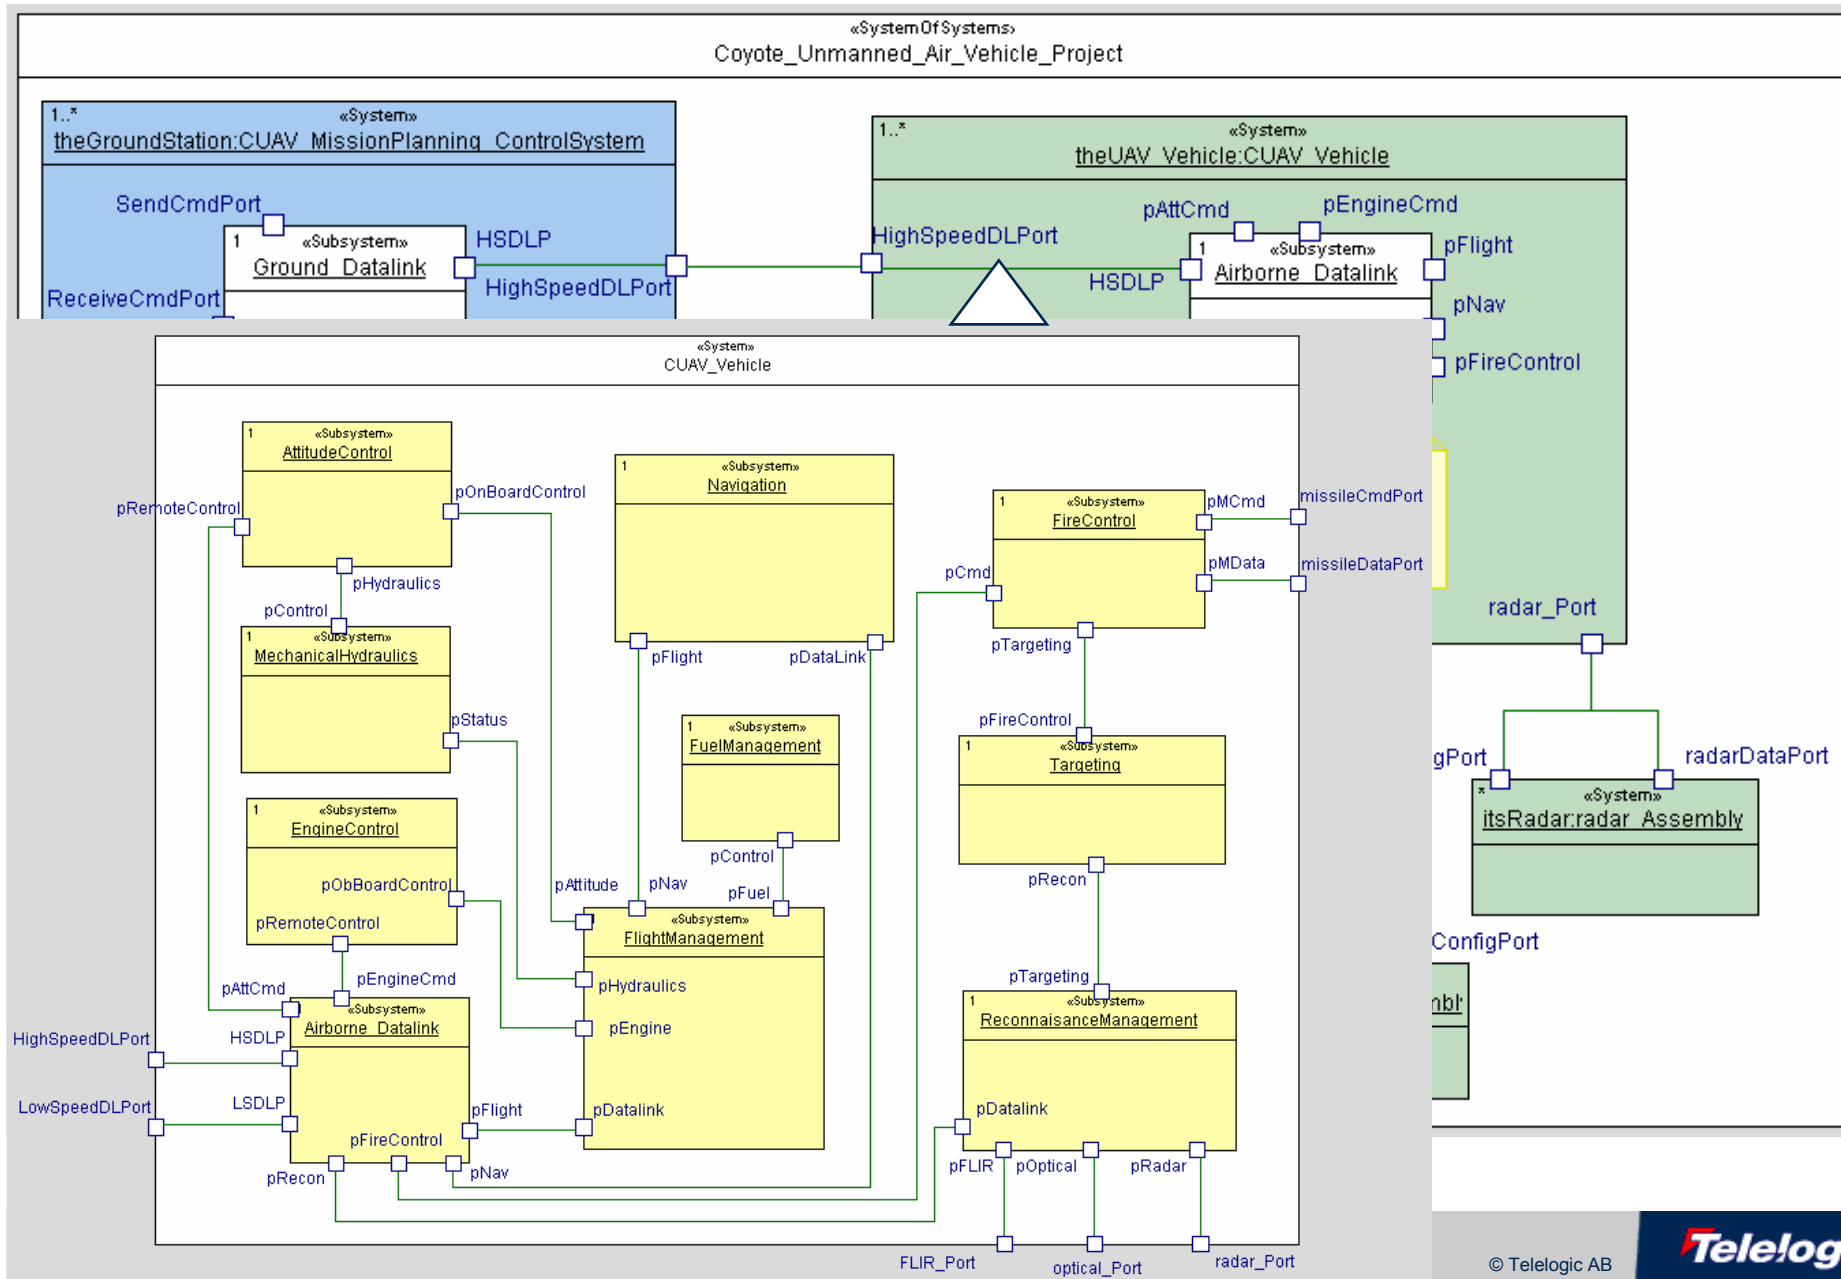 «SystemOfSystems»
Coyote_Unmanned_Air_Vehicle_Project
1..*
«System»
theGroundStation:CUAV_MissionPlanning_ControlSystem
SendCmdPort
1
«Subsystem»
Ground_Datalink
HSDLP
HighSpeedDLPort
ReceiveCmdPort
1..*
«System»
theUAV_Vehicle:CUAV_Vehicle
pAttCmd
pEngineCmd
HighSpeedDLPort
1
«Subsystem»
Airborne_Datalink
HSDLP
pFlight
pNav
pFireControl
radar_Port
gPort
radarDataPort
*
«System»
itsRadar:radar_Assembly
ConfigPort
«System»
CUAV_Vehicle
1
«Subsystem»
AttitudeControl
pRemoteControl
pOnBoardControl
pHydraulics
pControl
1
«Subsystem»
MechanicalHydraulics
pStatus
1
«Subsystem»
EngineControl
pObBoardControl
pRemoteControl
pEngineCmd
pAttCmd
«Subsystem»
Airborne_Datalink
HighSpeedDLPort
HSDLP
LowSpeedDLPort
LSDLP
pFlight
pFireControl
pRecon
pNav
1
«Subsystem»
Navigation
pFlight
pDataLink
1
«Subsystem»
FuelManagement
pControl
pAttitude
pNav
pFuel
«Subsystem»
FlightManagement
pHydraulics
pEngine
pDatalink
1
«Subsystem»
FireControl
pMCmd
missileCmdPort
pMData
missileDataPort
pCmd
pTargeting
pFireControl
1
«Subsystem»
Targeting
pRecon
pTargeting
1
«Subsystem»
ReconnaisanceManagement
pDatalink
pFLIR
pOptical
pRadar
FLIR_Port
optical_Port
radar_Port
© Telelogic AB
Telelog